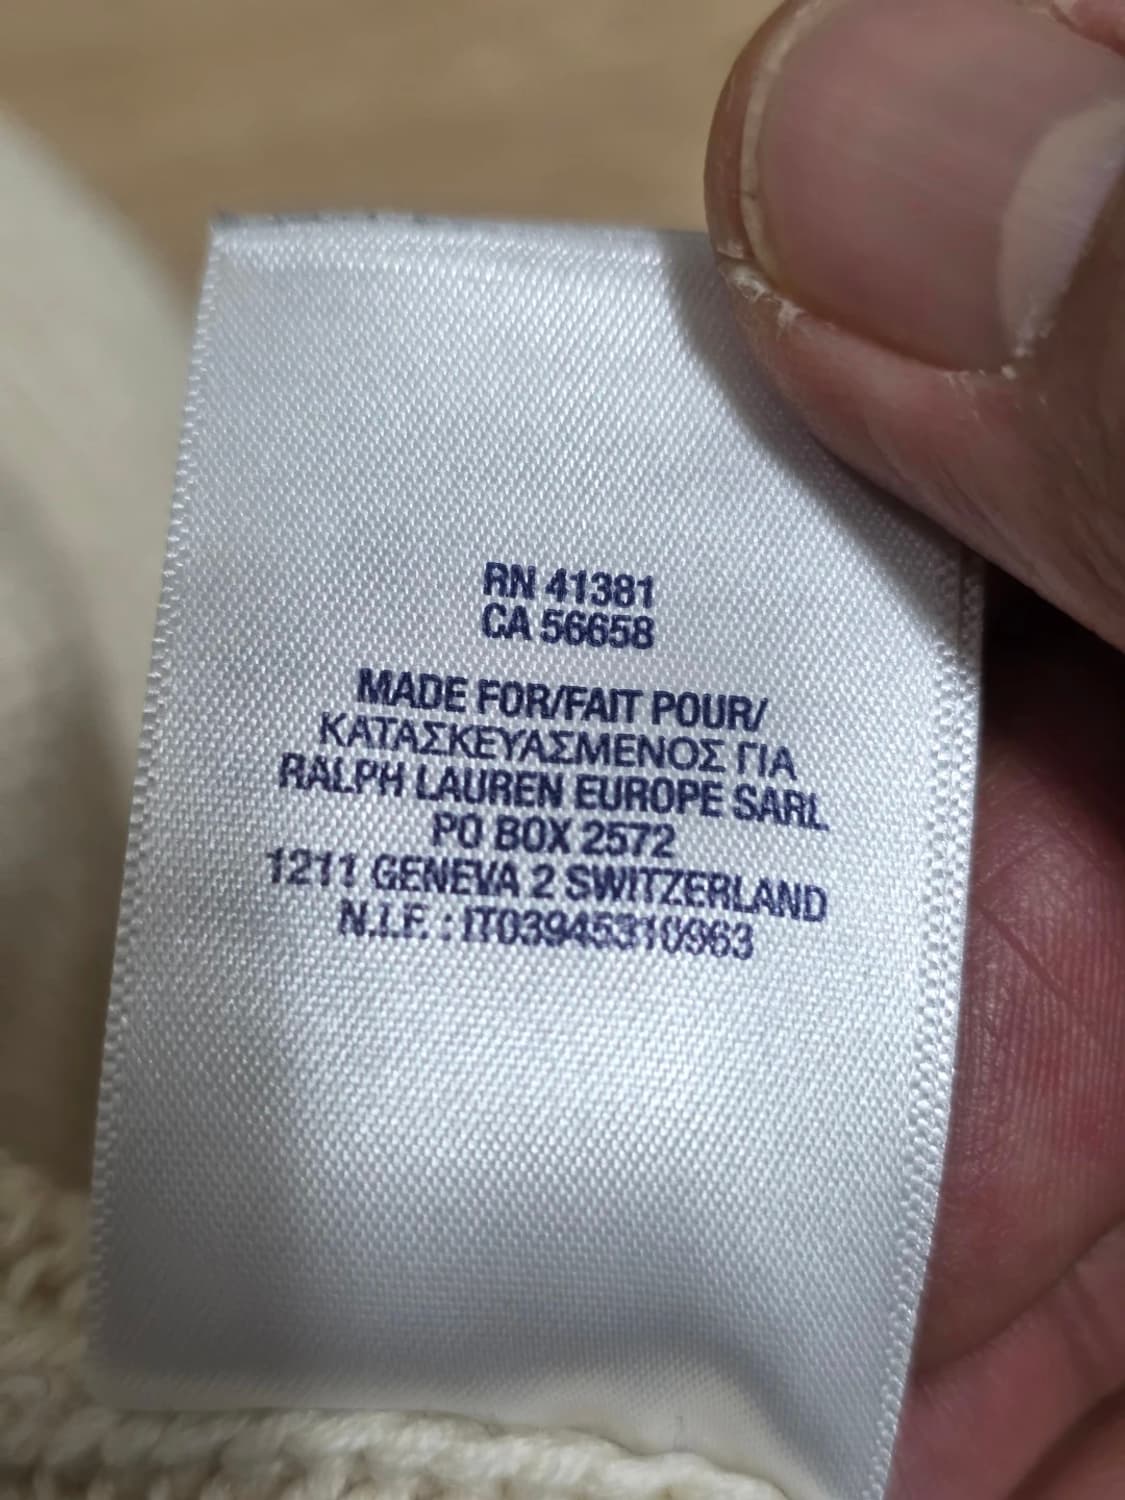 RN 41381
CA 56658
MADE FOR/FAIT POUR/
ΚΑΤΑΣΚΕΥΑΣΜΕΝΟΣ ΓΙΑ
RALPH LAUREN EUROPE SARL
PO BOX 2572
1211 GENEVA 2 SWITZERLAND
N.I.F. : IT03945310963